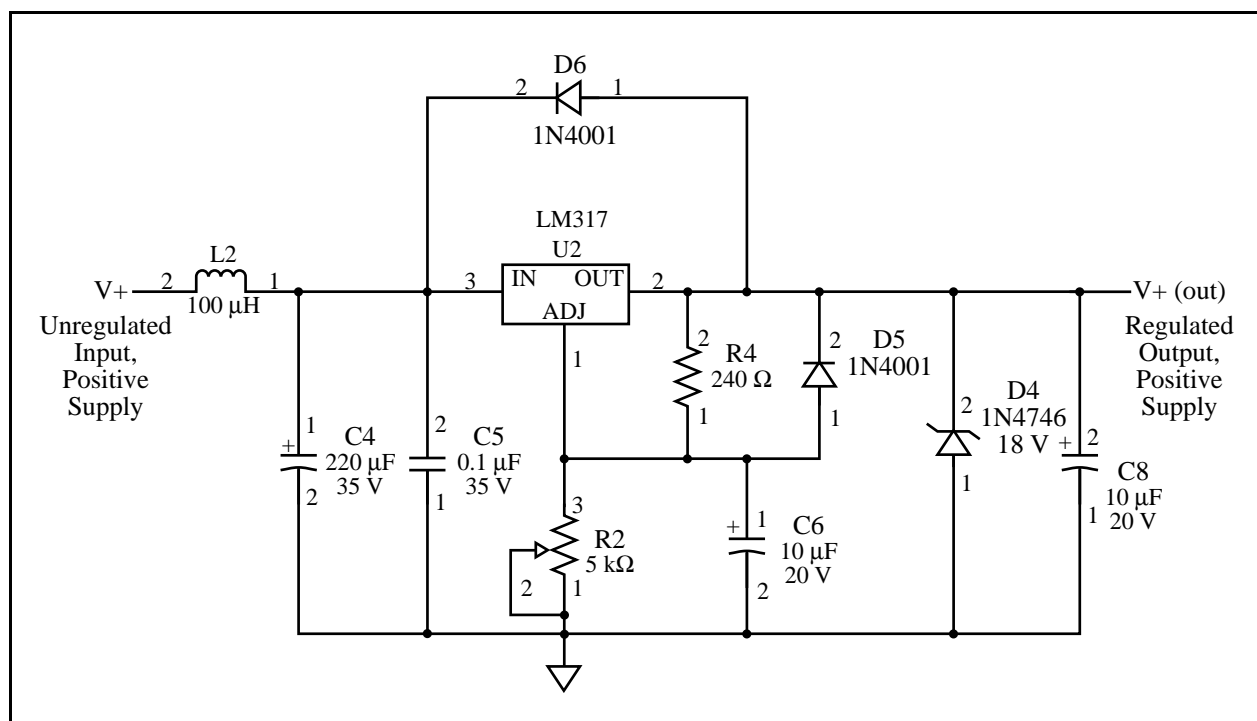 D6
2
1
1N4001
LM317
U2
L2
V+
2
1
100 µH
3
IN
OUT
2
ADJ
V+ (out)
Unregulated
Input,
Positive
Supply
Regulated
Output,
Positive
Supply
1
2
R4
240 Ω
1
2
D5
1N4001
1
2
D4
1N4746
18 V
1
1
+
C4
220 µF
35 V
2
2
C5
0.1 µF
35 V
1
+
2
C8
10 µF
20 V
1
3
R2
5 kΩ
2
1
+
1
C6
10 µF
20 V
2